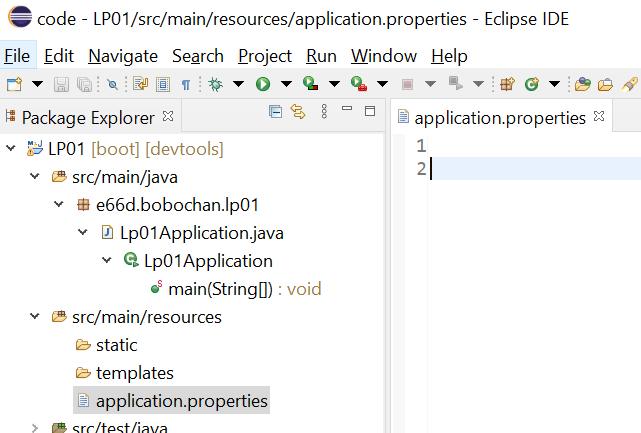 code - LP01/src/main/resources/application.properties - Eclipse IDE
File Edit Navigate Search Project Run Window Help
Package Explorer
application.properties
LP01 [boot] [devtools]
src/main/java
e66d.bobochan.lp01
Lp01Application.java
Lp01Application
main(String[]) : void
src/main/resources
static
templates
application.properties
src/test/java
1
2